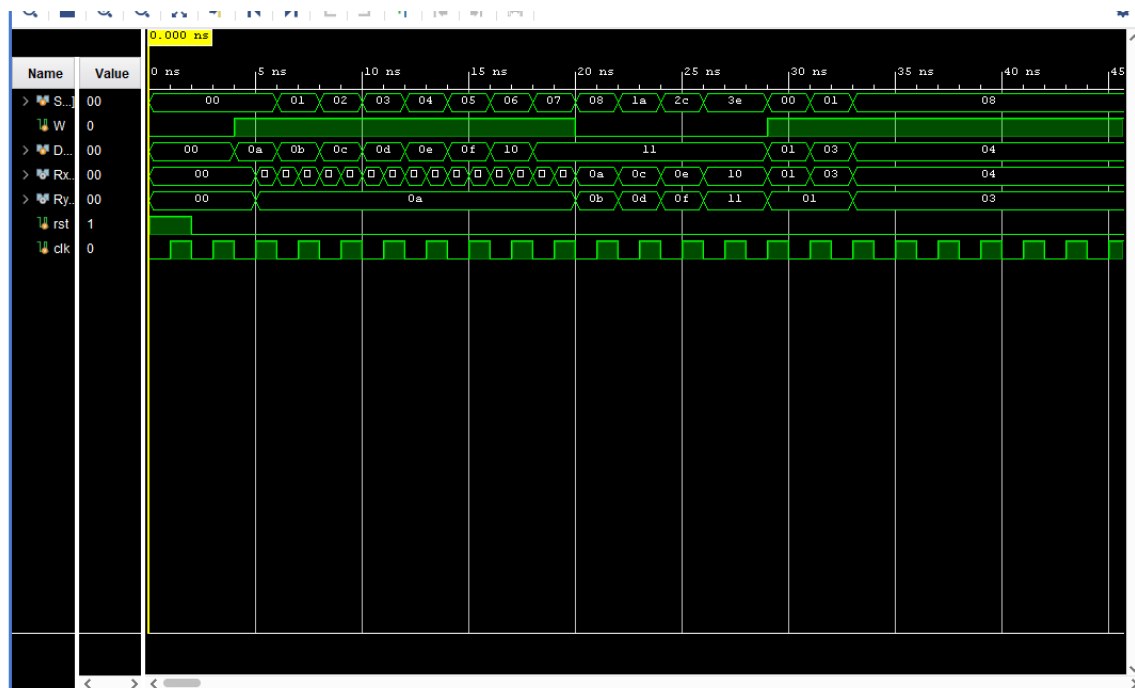 0.000 ns
Name Value 0 ns 5 ns 10 ns 15 ns 20 ns 25 ns 30 ns 35 ns 40 ns 45
S...] 00 00 01 02 03 04 05 06 07 08 1a 2c 3e 00 01 08
W 0
D... 00 00 0a 0b 0c 0d 0e 0f 10 11 01 03 04
Rx.. 00 00 0a 0c 0e 10 01 03 04
Ry.. 00 00 0a 0b 0d 0f 11 01 03
rst 1
clk 0